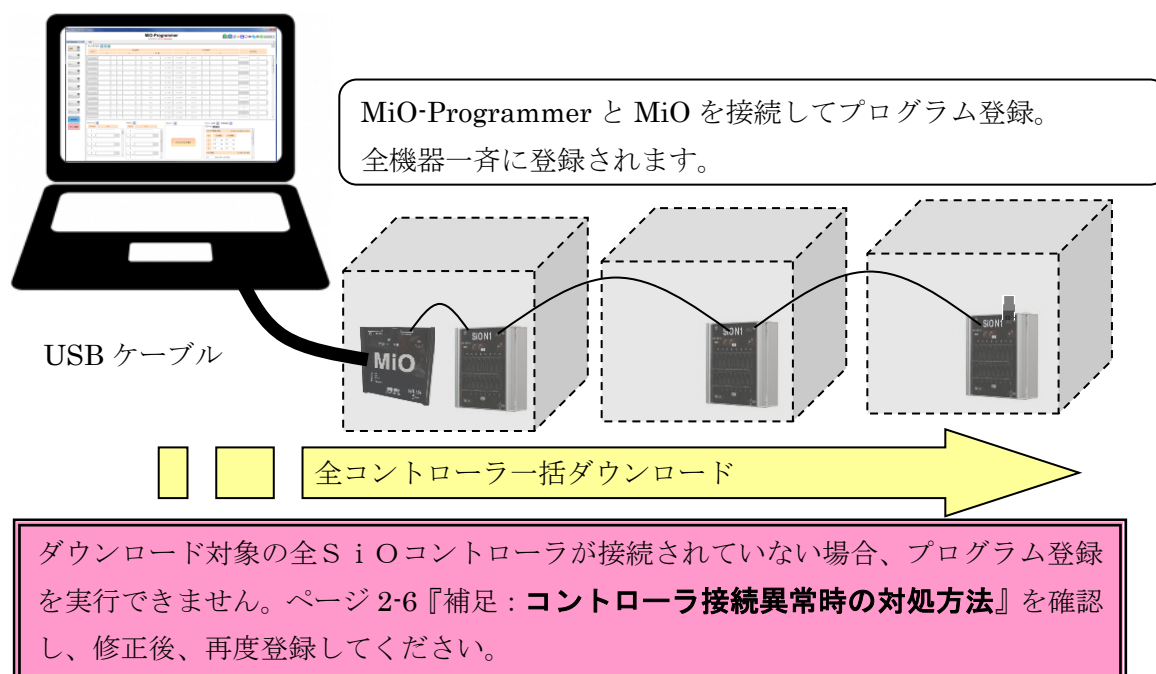 MiO-Programmer
MiO-Programmer と MiO を接続してプログラム登録。
全機器一斉に登録されます。
USB ケーブル
MiO
SiON1
SiON1
SiON1
全コントローラ一括ダウンロード
ダウンロード対象の全SiOコントローラが接続されていない場合、プログラム登録
を実行できません。ページ 2-6『補足：コントローラ接続異常時の対処方法』を確認
し、修正後、再度登録してください。